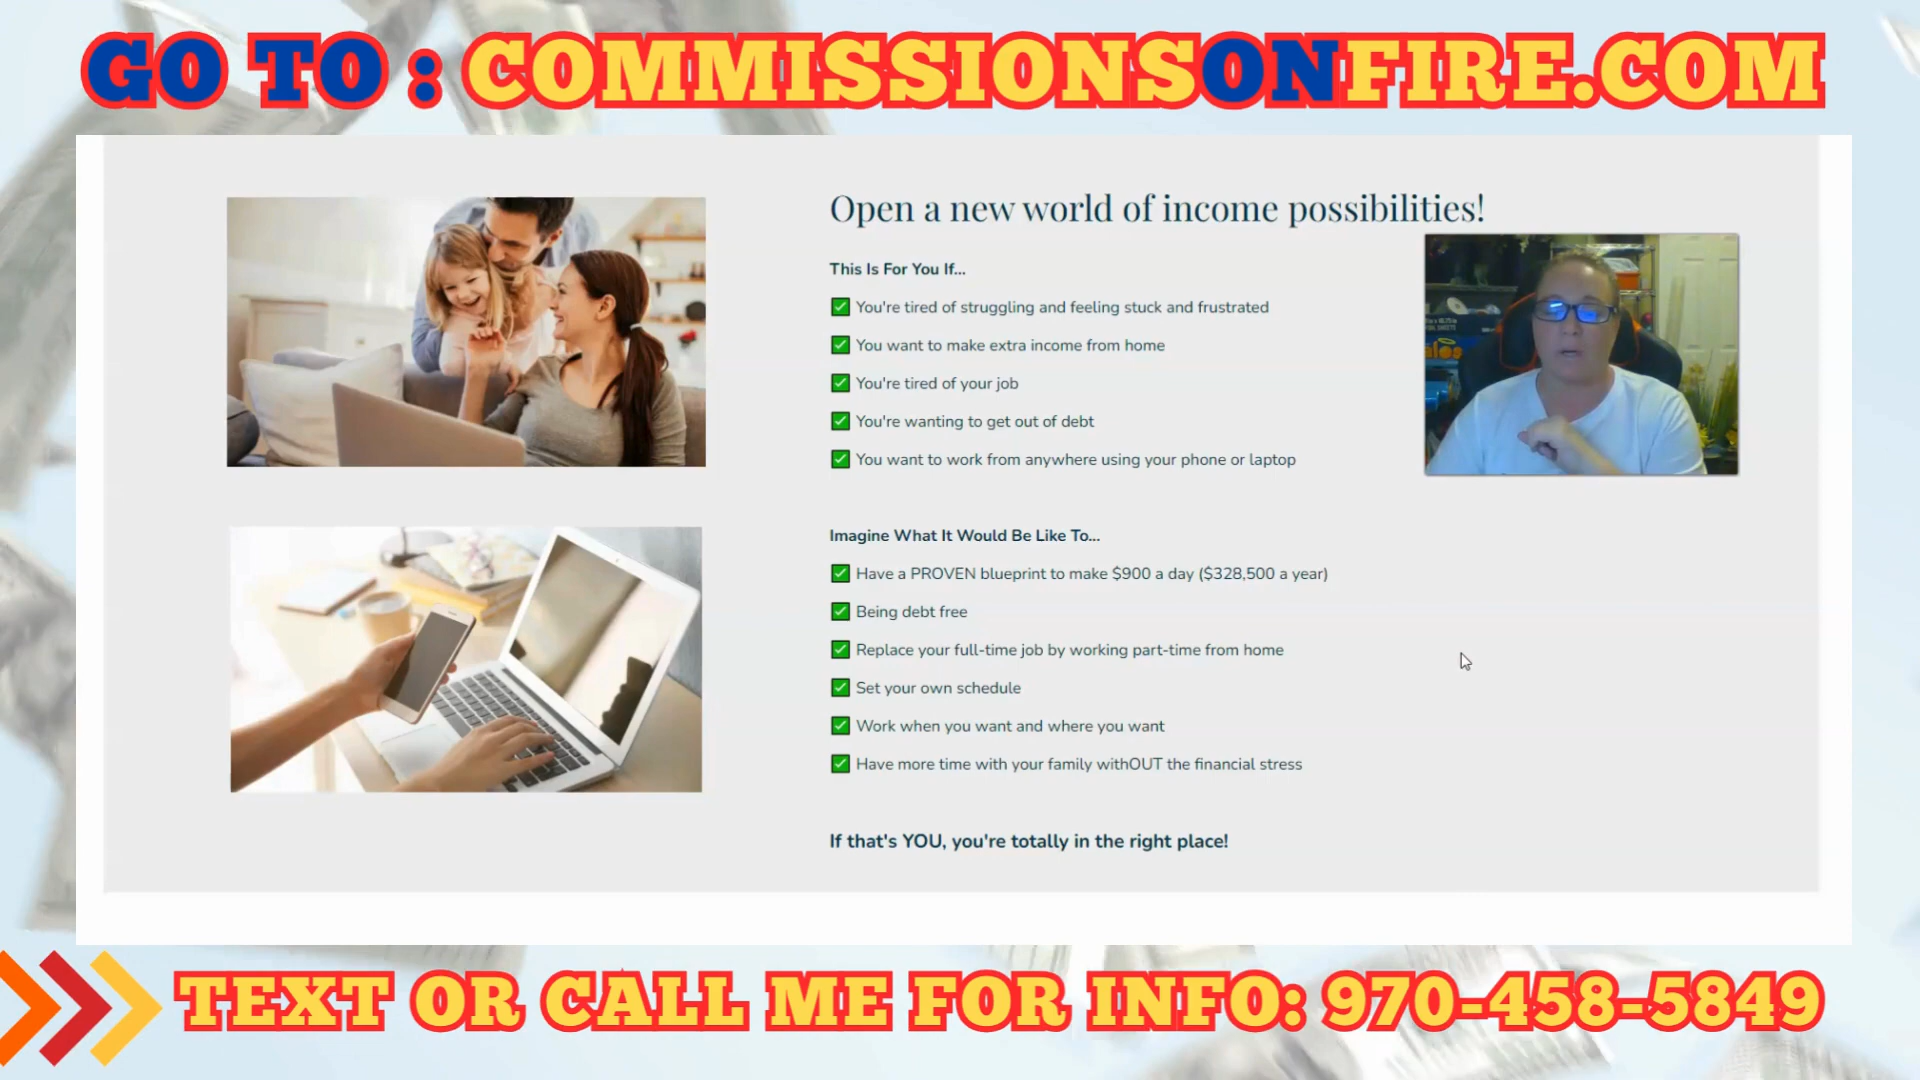 GO TO : COMMISSIONSONFIRE.COM
Open a new world of income possibilities!
This Is For You If...
✅ You're tired of struggling and feeling stuck and frustrated
✅ You want to make extra income from home
✅ You're tired of your job
✅ You're wanting to get out of debt
✅ You want to work from anywhere using your phone or laptop
Imagine What It Would Be Like To...
✅ Have a PROVEN blueprint to make $900 a day ($328,500 a year)
✅ Being debt free
✅ Replace your full-time job by working part-time from home
✅ Set your own schedule
✅ Work when you want and where you want
✅ Have more time with your family withOUT the financial stress
If that's YOU, you're totally in the right place!
TEXT OR CALL ME FOR INFO: 970-458-5849